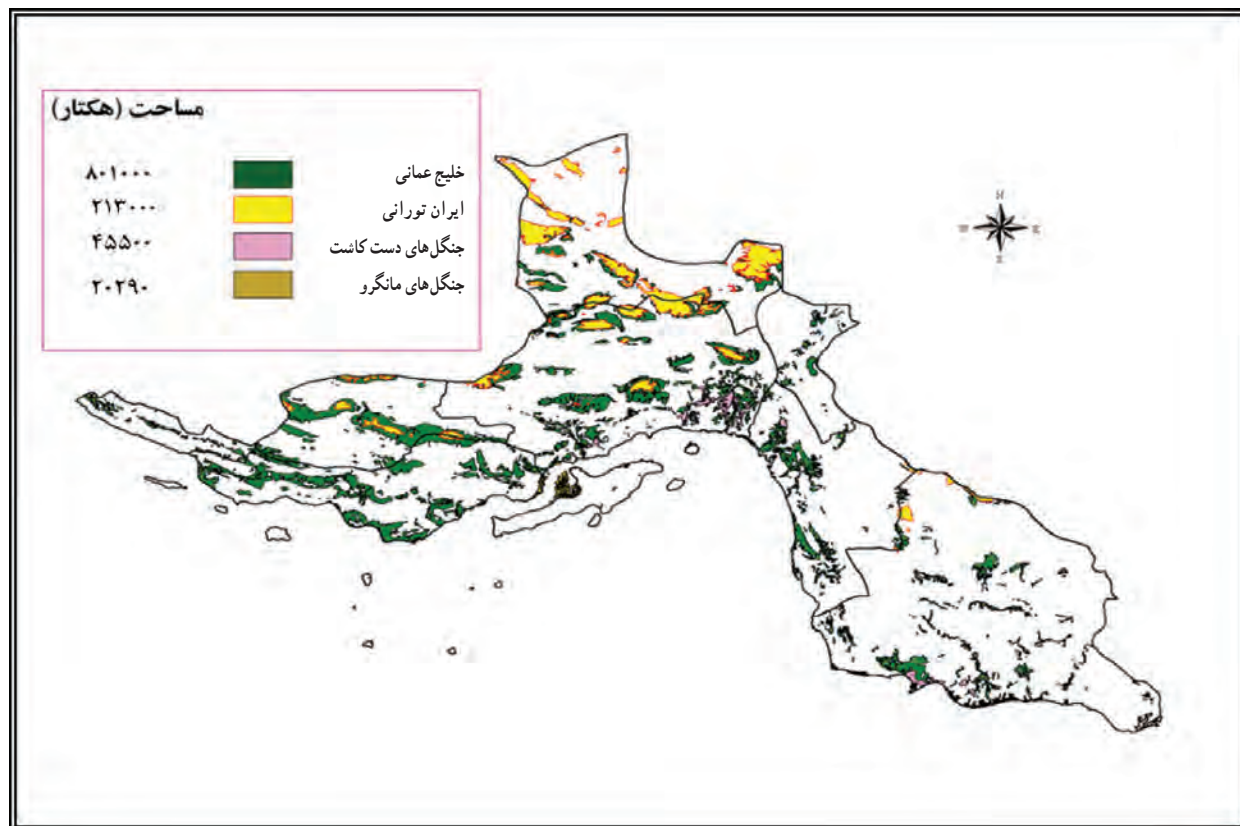 مساحت (هکتار)
خلیج عمانی ۸۰۱۰۰۰
ایران تورانی ۲۱۳۰۰۰
جنگل‌های دست کاشت ۴۵۵۰۰
جنگل‌های مانگرو ۲۰۲۹۰